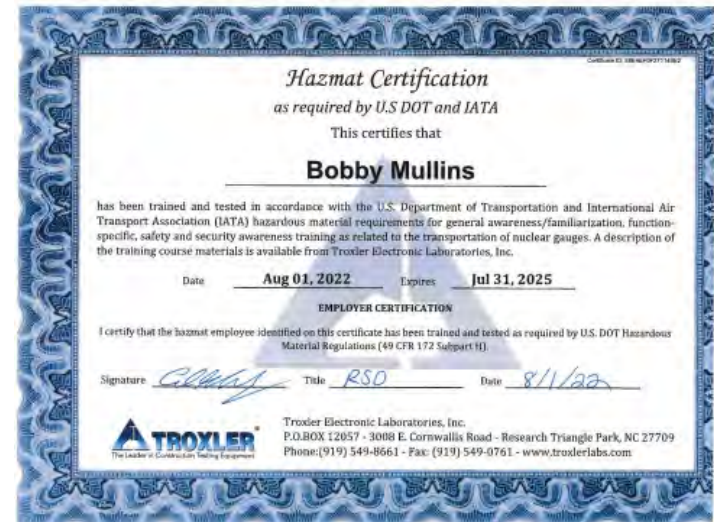 Hazmat Certification
as required by U.S DOT and IATA
This certifies that
Bobby Mullins
has been trained and tested in accordance with the U.S. Department of Transportation and International Air
Transport Association (IATA) hazardous material requirements for general awareness/familiarization, function-
specific, safety and security awareness training as related to the transportation of nuclear gauges. A description of
the training course materials is available from Troxler Electronic Laboratories, Inc.
Date Aug 01, 2022 Expires Jul 31, 2025
EMPLOYER CERTIFICATION
I certify that the hazmat employee identified on this certificate has been trained and tested as required by U.S. DOT Hazardous
Material Regulations (49 CFR 172 Subpart H).
Signature Title RSO Date 8/1/22
TROXLER
The Leader in Construction Testing Equipment
Troxler Electronic Laboratories, Inc.
P.O.BOX 12057 - 3008 E. Cornwallis Road - Research Triangle Park, NC 27709
Phone:(919) 549-8661 - Fax: (919) 549-0761 - www.troxlerlabs.com